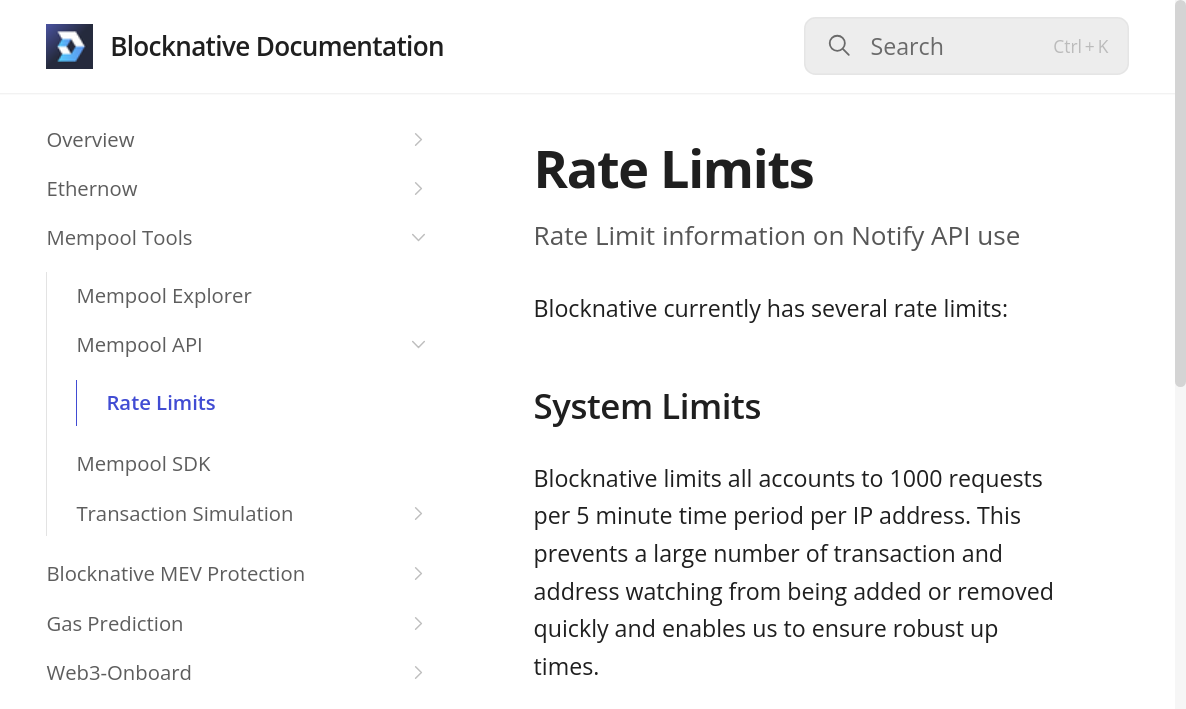 Blocknative Documentation
Search
Ctrl + K
Overview
Ethernow
Mempool Tools
Mempool Explorer
Mempool API
Rate Limits
Mempool SDK
Transaction Simulation
Blocknative MEV Protection
Gas Prediction
Web3-Onboard
Rate Limits
Rate Limit information on Notify API use
Blocknative currently has several rate limits:
System Limits
Blocknative limits all accounts to 1000 requests
per 5 minute time period per IP address. This
prevents a large number of transaction and
address watching from being added or removed
quickly and enables us to ensure robust up
times.